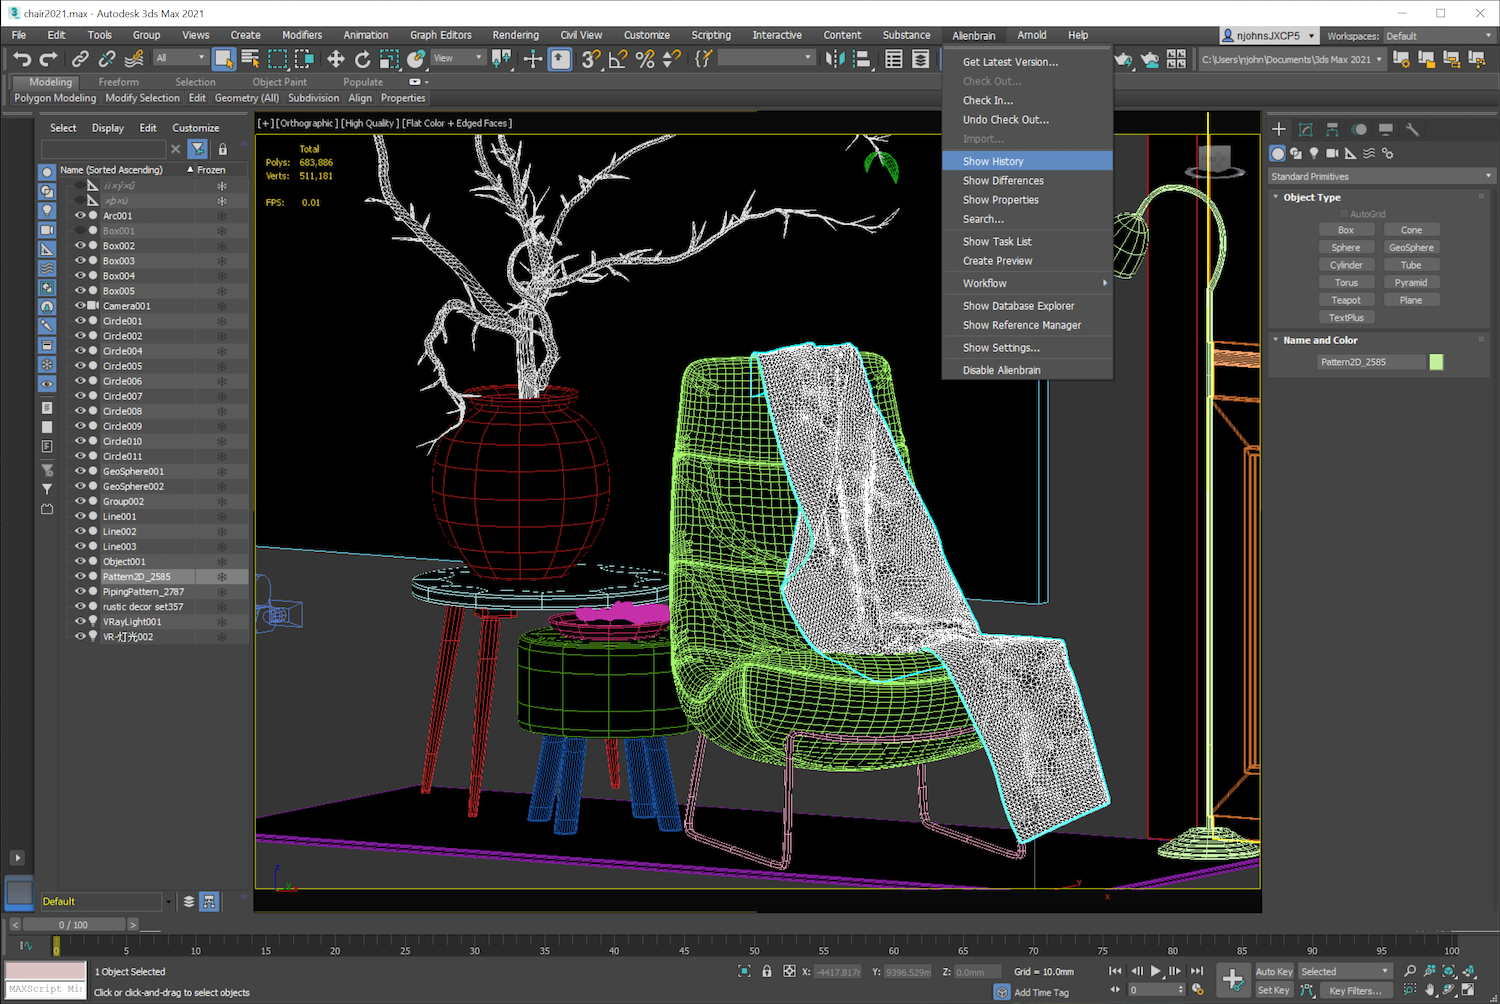 chair2021.max - Autodesk 3ds Max 2021
File Edit Tools Group Views Create Modifiers Animation Graph Editors Rendering Civil View Customize Scripting Interactive Content Substance Alienbrain Arnold Help
njohnsJXCP5
Workspaces: Default
All
View
C:\Users\njohn\Documents\3ds Max 2021
Modeling Freeform Selection Object Paint Populate
Polygon Modeling Modify Selection Edit Geometry (All) Subdivision Align Properties
Select Display Edit Customize
Name (Sorted Ascending) ▲ Frozen
Arc001
Box001
Box002
Box003
Box004
Box005
Camera001
Circle001
Circle002
Circle004
Circle005
Circle006
Circle007
Circle008
Circle009
Circle010
Circle011
GeoSphere001
GeoSphere002
Group002
Line001
Line002
Line003
Object001
Pattern2D_2585
PipingPattern_2787
rustic decor set357
VRayLight001
VR-灯光002
Default
[+] [Orthographic] [High Quality] [Flat Color + Edged Faces]
Total
Polys: 683,886
Verts: 511,181
FPS: 0.01
Get Latest Version...
Check Out...
Check In...
Undo Check Out...
Import...
Show History
Show Differences
Show Properties
Search...
Show Task List
Create Preview
Workflow
Show Database Explorer
Show Reference Manager
Show Settings...
Disable Alienbrain
Standard Primitives
Object Type
AutoGrid
Box Cone
Sphere GeoSphere
Cylinder Tube
Torus Pyramid
Teapot Plane
TextPlus
Name and Color
Pattern2D_2585
z
y
x
< 0 / 100 >
0 5 10 15 20 25 30 35 40 45 50 55 60 65 70 75 80 85 90 95 100
1 Object Selected
X: -4417.817r Y: 9396.529m Z: 0.0mm Grid = 10.0mm
Auto Key Selected
MAXScript Mi
Click or click-and-drag to select objects
Add Time Tag
0
Set Key Key Filters...